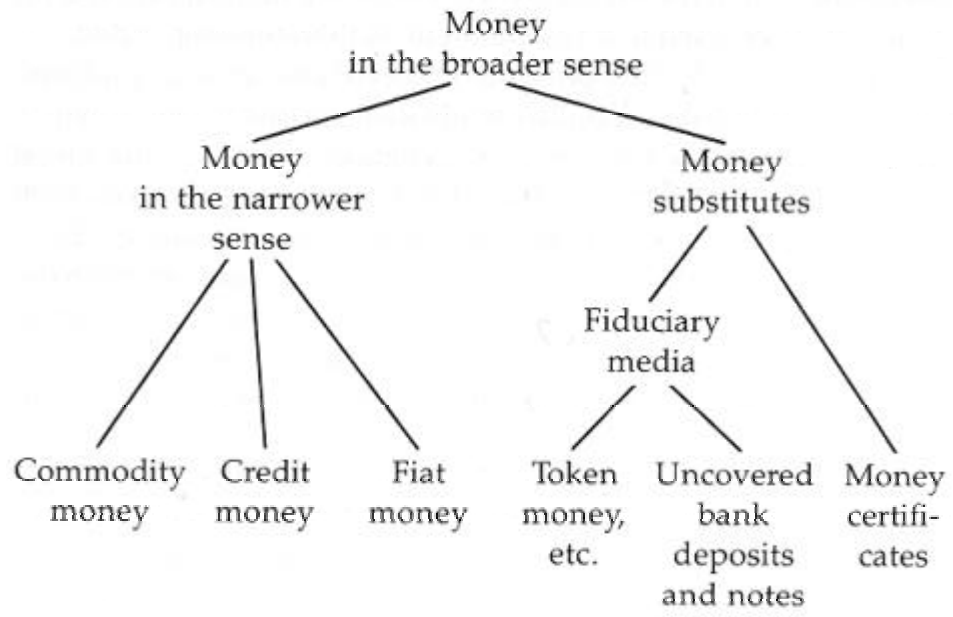 Money
in the broader sense
Money
in the narrower
sense
Money
substitutes
Fiduciary
media
Commodity
money
Credit
money
Fiat
money
Token
money,
etc.
Uncovered
bank
deposits
and notes
Money
certifi-
cates